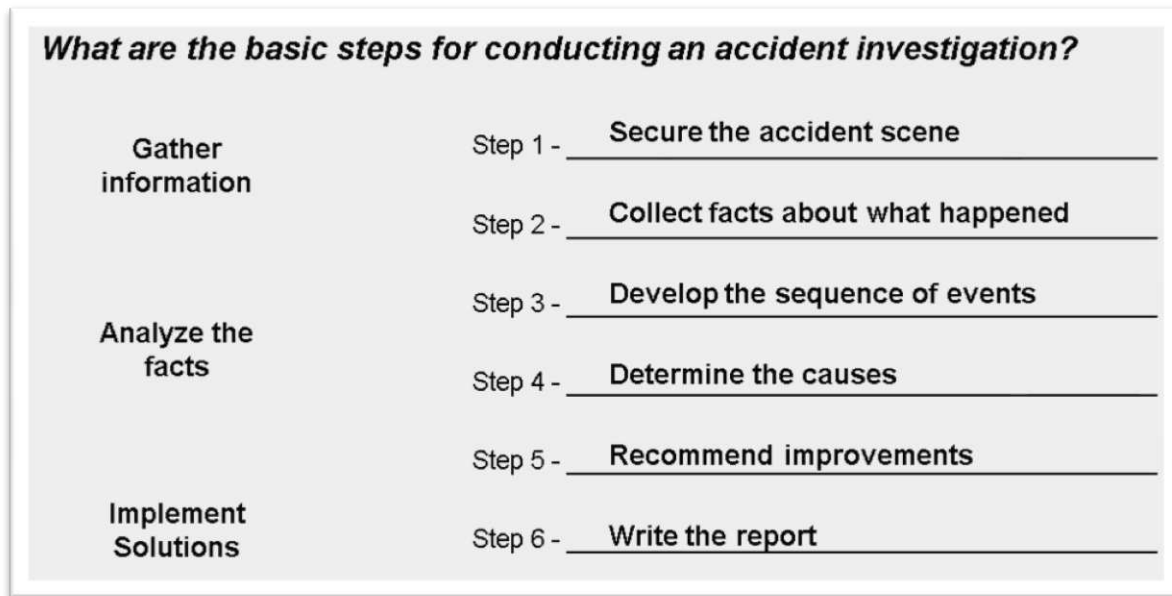 What are the basic steps for conducting an accident investigation?
Gather
information
Step 1 - Secure the accident scene
Step 2 - Collect facts about what happened
Analyze the
facts
Step 3 - Develop the sequence of events
Step 4 - Determine the causes
Implement
Solutions
Step 5 - Recommend improvements
Step 6 - Write the report